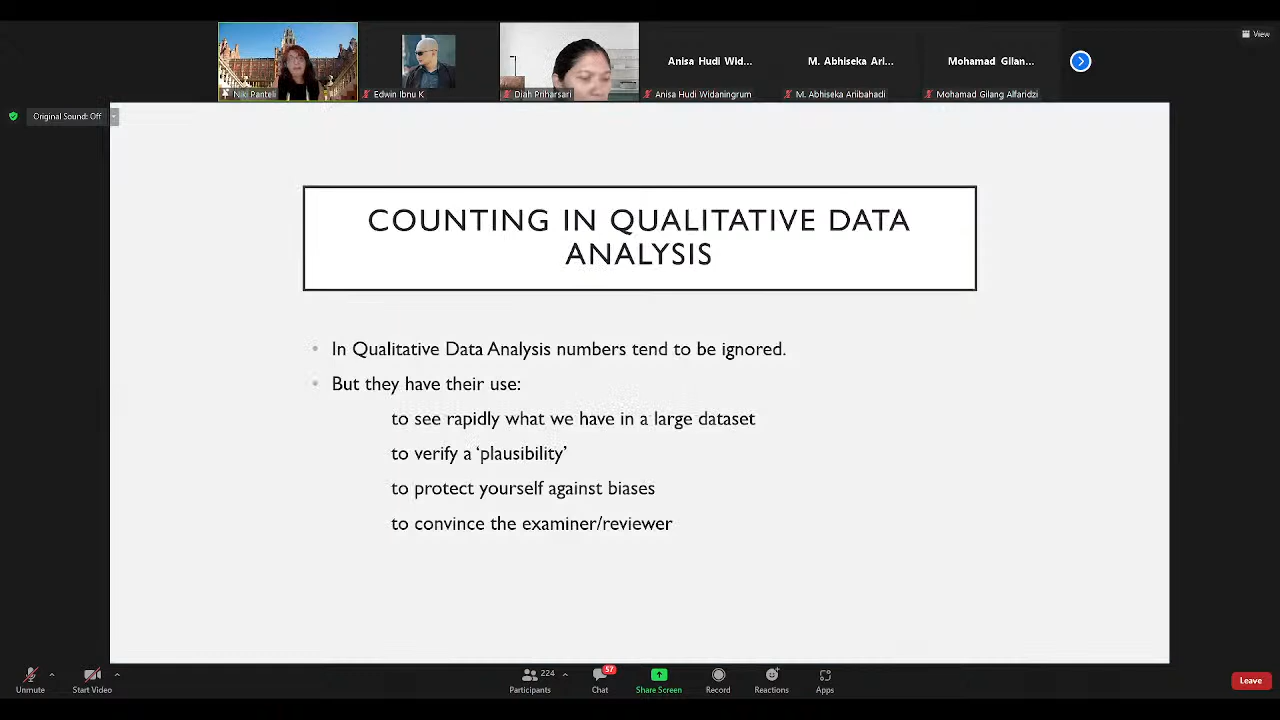 View
Anisa Hudi Wid...
M. Abhiseka Ari...
Mohamad Gilan...
Niki Panteli
Edwin Ibnu K
Diah Priharsari
Anisa Hudi Widaningrum
M. Abhiseka Ariibahadi
Mohamad Gilang Alfaridzi
Original Sound: Off
COUNTING IN QUALITATIVE DATA
ANALYSIS
In Qualitative Data Analysis numbers tend to be ignored.
But they have their use:
to see rapidly what we have in a large dataset
to verify a ‘plausibility’
to protect yourself against biases
to convince the examiner/reviewer
Unmute
Start Video
224
Participants
57
Chat
Share Screen
Record
Reactions
Apps
Leave